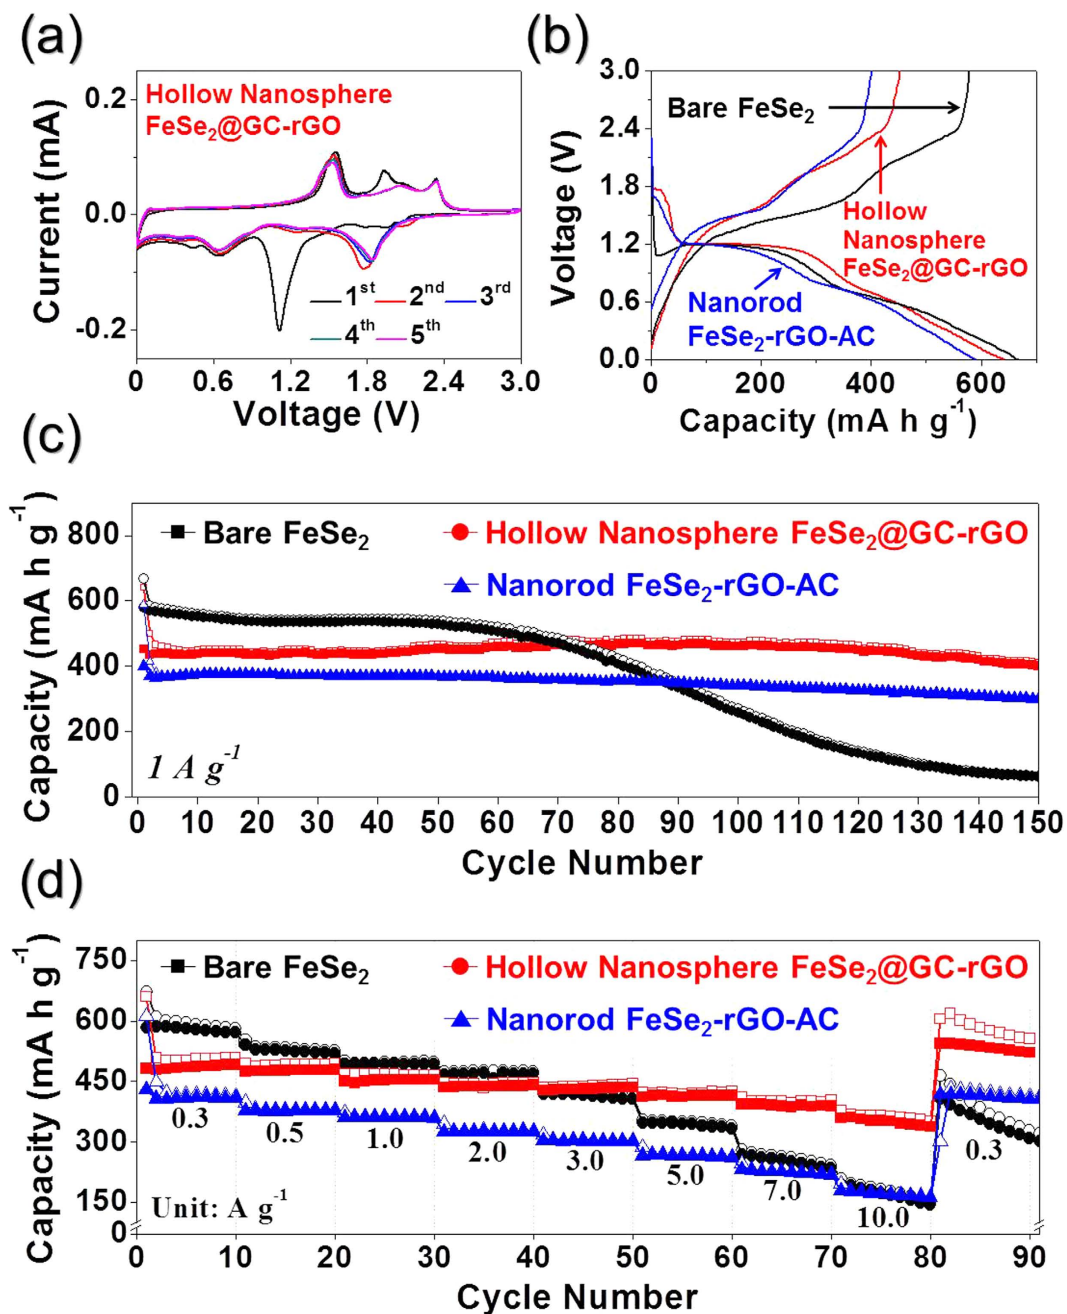 (a)
0.2
0.0
-0.2
Current (mA)
Hollow Nanosphere
FeSe₂@GC-rGO
1ˢᵗ 2ⁿᵈ 3ʳᵈ
4ᵗʰ 5ᵗʰ
0 0.6 1.2 1.8 2.4 3.0
Voltage (V)
(b)
3.0
2.4
1.8
1.2
0.6
0.0
Voltage (V)
Bare FeSe₂
Hollow
Nanosphere
FeSe₂@GC-rGO
Nanorod
FeSe₂-rGO-AC
0 200 400 600
Capacity (mA h g⁻¹)
(c)
800
600
400
200
0
Capacity (mA h g⁻¹)
Bare FeSe₂ Hollow Nanosphere FeSe₂@GC-rGO
Nanorod FeSe₂-rGO-AC
1 A g⁻¹
0 10 20 30 40 50 60 70 80 90 100 110 120 130 140 150
Cycle Number
(d)
750
600
450
300
150
0
Capacity (mA h g⁻¹)
Bare FeSe₂ Hollow Nanosphere FeSe₂@GC-rGO
Nanorod FeSe₂-rGO-AC
0.3 0.5 1.0 2.0 3.0 5.0 7.0 10.0 0.3
Unit: A g⁻¹
0 10 20 30 40 50 60 70 80 90
Cycle Number